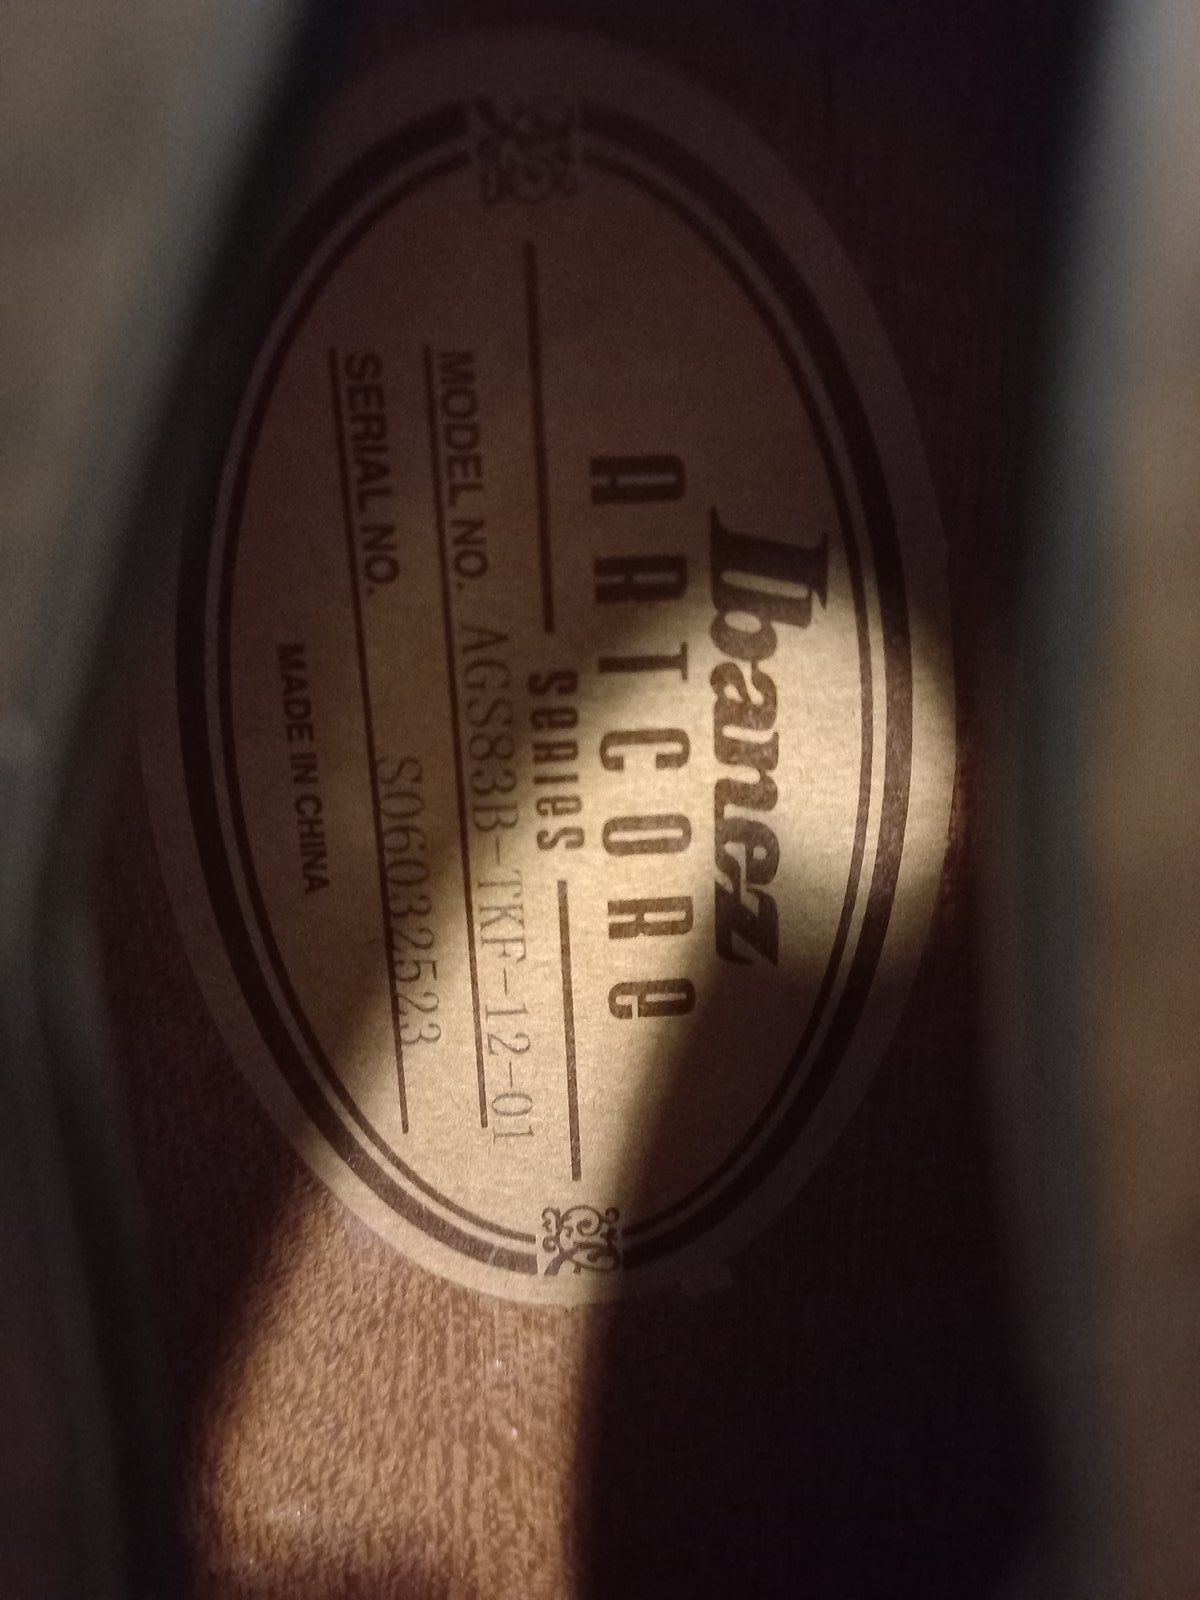 Ibanez
ARTCORE
SERIES
MODEL NO. AGS83B-TKF-12-01
SERIAL NO. S06032523
MADE IN CHINA